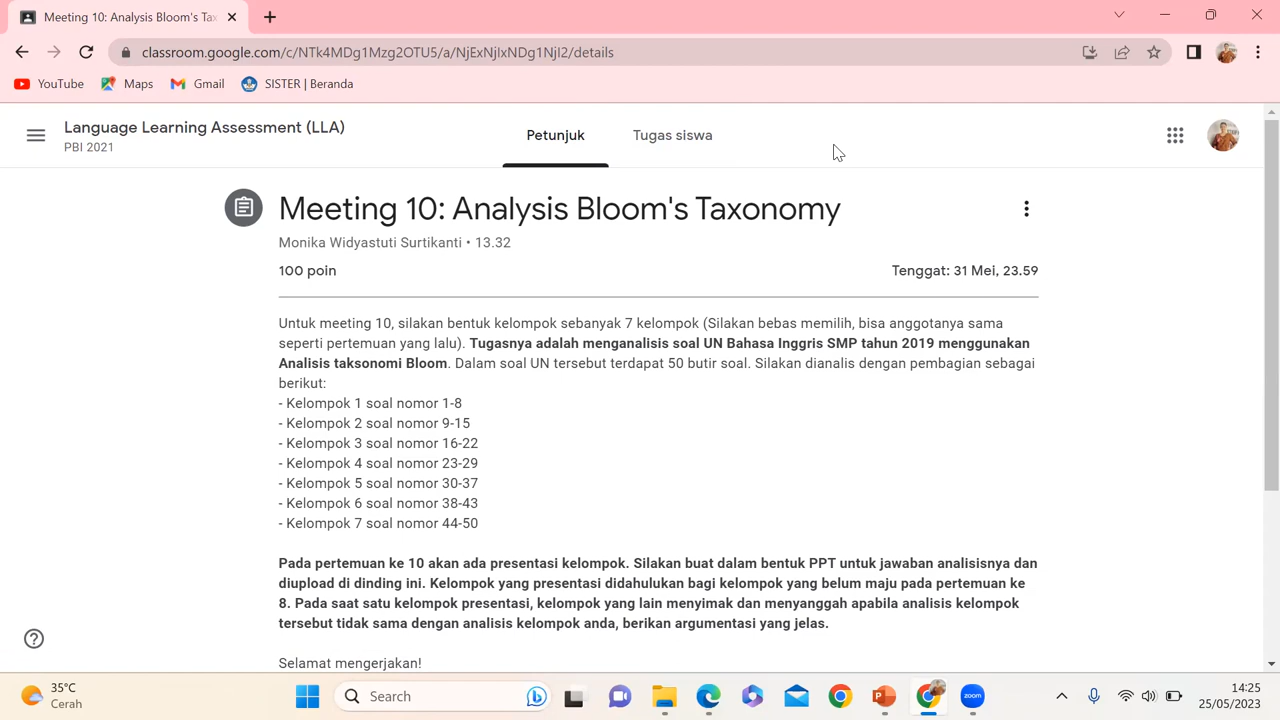 Meeting 10: Analysis Bloom's Tax
classroom.google.com/c/NTk4MDg1Mzg2OTU5/a/NjExNjIxNDg1NjI2/details
YouTube Maps Gmail SISTER | Beranda
Language Learning Assessment (LLA)
PBI 2021
Petunjuk Tugas siswa
Meeting 10: Analysis Bloom's Taxonomy
Monika Widyastuti Surtikanti • 13.32
100 poin Tenggat: 31 Mei, 23.59
Untuk meeting 10, silakan bentuk kelompok sebanyak 7 kelompok (Silakan bebas memilih, bisa anggotanya sama
seperti pertemuan yang lalu). Tugasnya adalah menganalisis soal UN Bahasa Inggris SMP tahun 2019 menggunakan
Analisis taksonomi Bloom. Dalam soal UN tersebut terdapat 50 butir soal. Silakan dianalis dengan pembagian sebagai
berikut:
- Kelompok 1 soal nomor 1-8
- Kelompok 2 soal nomor 9-15
- Kelompok 3 soal nomor 16-22
- Kelompok 4 soal nomor 23-29
- Kelompok 5 soal nomor 30-37
- Kelompok 6 soal nomor 38-43
- Kelompok 7 soal nomor 44-50
Pada pertemuan ke 10 akan ada presentasi kelompok. Silakan buat dalam bentuk PPT untuk jawaban analisisnya dan
diupload di dinding ini. Kelompok yang presentasi didahulukan bagi kelompok yang belum maju pada pertemuan ke
8. Pada saat satu kelompok presentasi, kelompok yang lain menyimak dan menyanggah apabila analisis kelompok
tersebut tidak sama dengan analisis kelompok anda, berikan argumentasi yang jelas.
Selamat mengerjakan!
35°C
Cerah
Search
zoom
14:25
25/05/2023